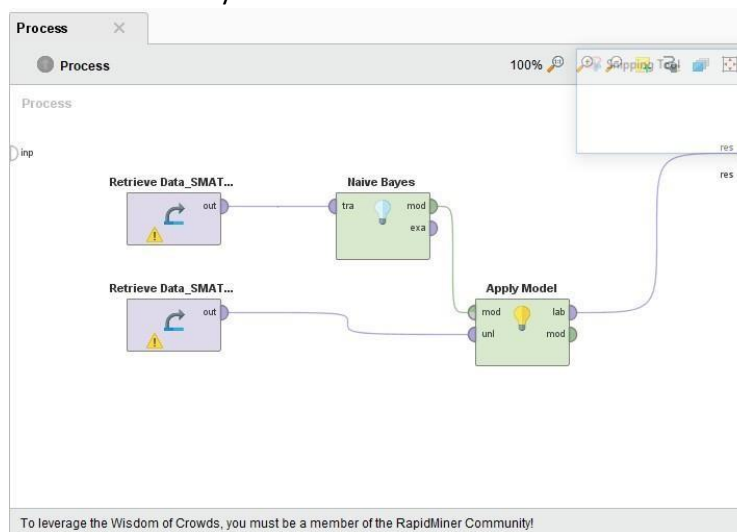 Process
Process
100%
Snipping Tool
Process
inp
res
res
Retrieve Data_SMAT...
out
Naive Bayes
tra
mod
exa
Retrieve Data_SMAT...
out
Apply Model
mod
lab
unl
mod
To leverage the Wisdom of Crowds, you must be a member of the RapidMiner Community!